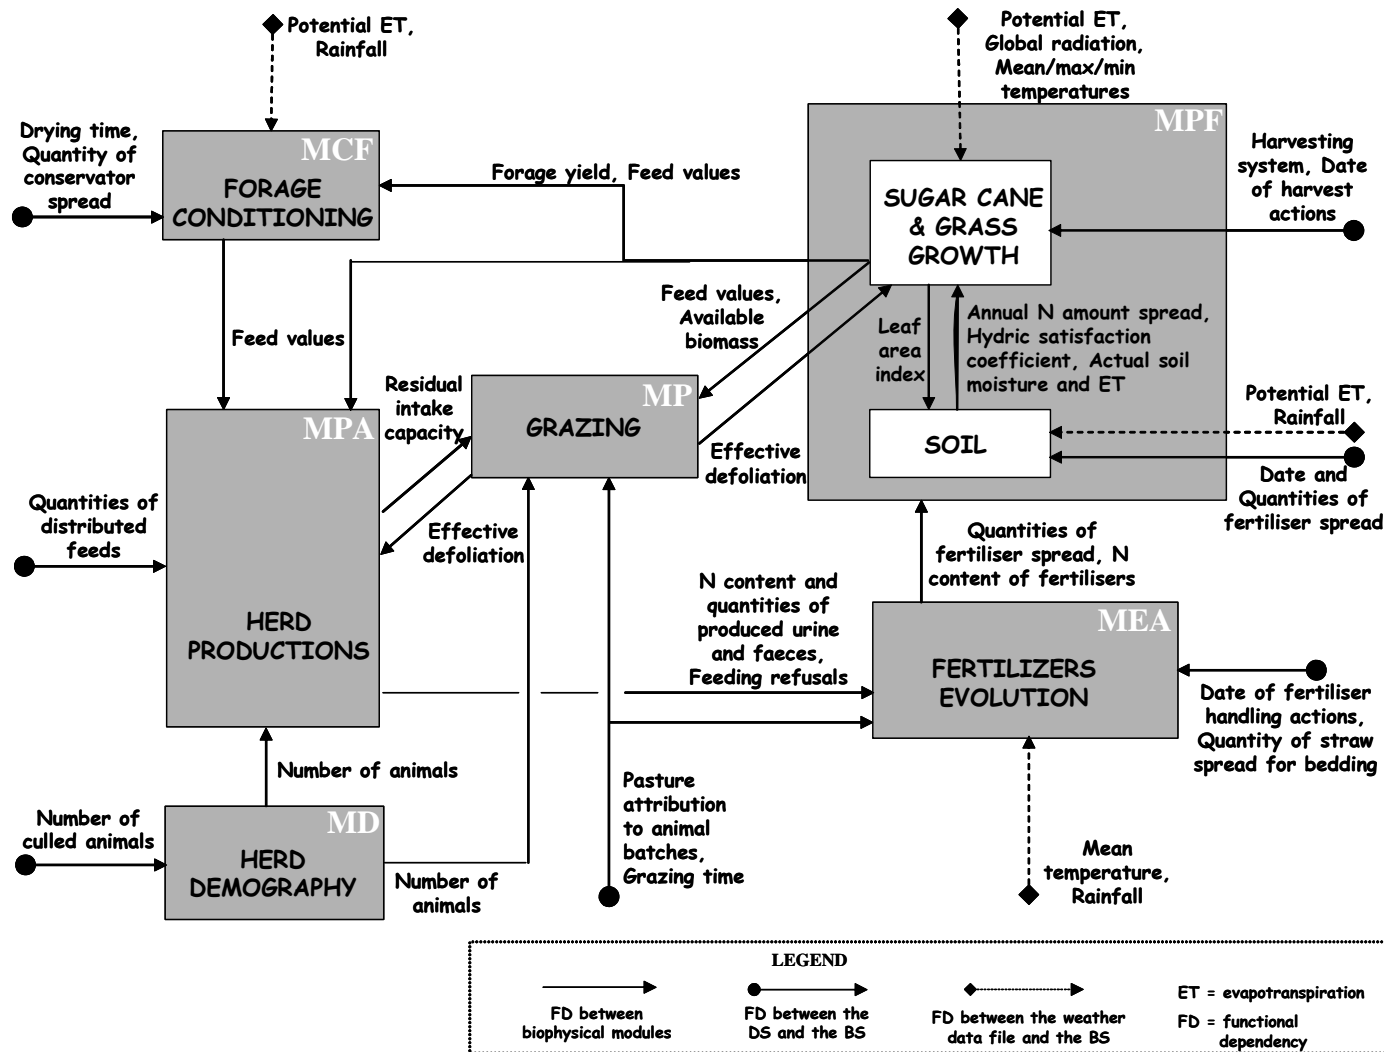 Potential ET,
Rainfall
Potential ET,
Global radiation,
Mean/max/min
temperatures
Drying time,
Quantity of
conservator
spread
MCF
FORAGE
CONDITIONING
Forage yield, Feed values
MPF
SUGAR CANE
& GRASS
GROWTH
Harvesting
system, Date
of harvest
actions
Feed values
Feed values,
Available
biomass
Leaf
area
index
Annual N amount spread,
Hydric satisfaction
coefficient, Actual soil
moisture and ET
Residual
intake
capacity
MP
GRAZING
MPA
HERD
PRODUCTIONS
SOIL
Potential ET,
Rainfall
Date and
Quantities of
fertiliser spread
Effective
defoliation
Effective
defoliation
Quantities of
distributed
feeds
Quantities of
fertiliser spread, N
content of fertilisers
N content and
quantities of
produced urine
and faeces,
Feeding refusals
MEA
FERTILIZERS
EVOLUTION
Date of fertiliser
handling actions,
Quantity of straw
spread for bedding
Number of animals
Number of
culled animals
MD
HERD
DEMOGRAPHY
Number of
animals
Pasture
attribution
to animal
batches,
Grazing time
Mean
temperature,
Rainfall
LEGEND
FD between
biophysical modules
FD between the
DS and the BS
FD between the weather
data file and the BS
ET = evapotranspiration
FD = functional
dependency